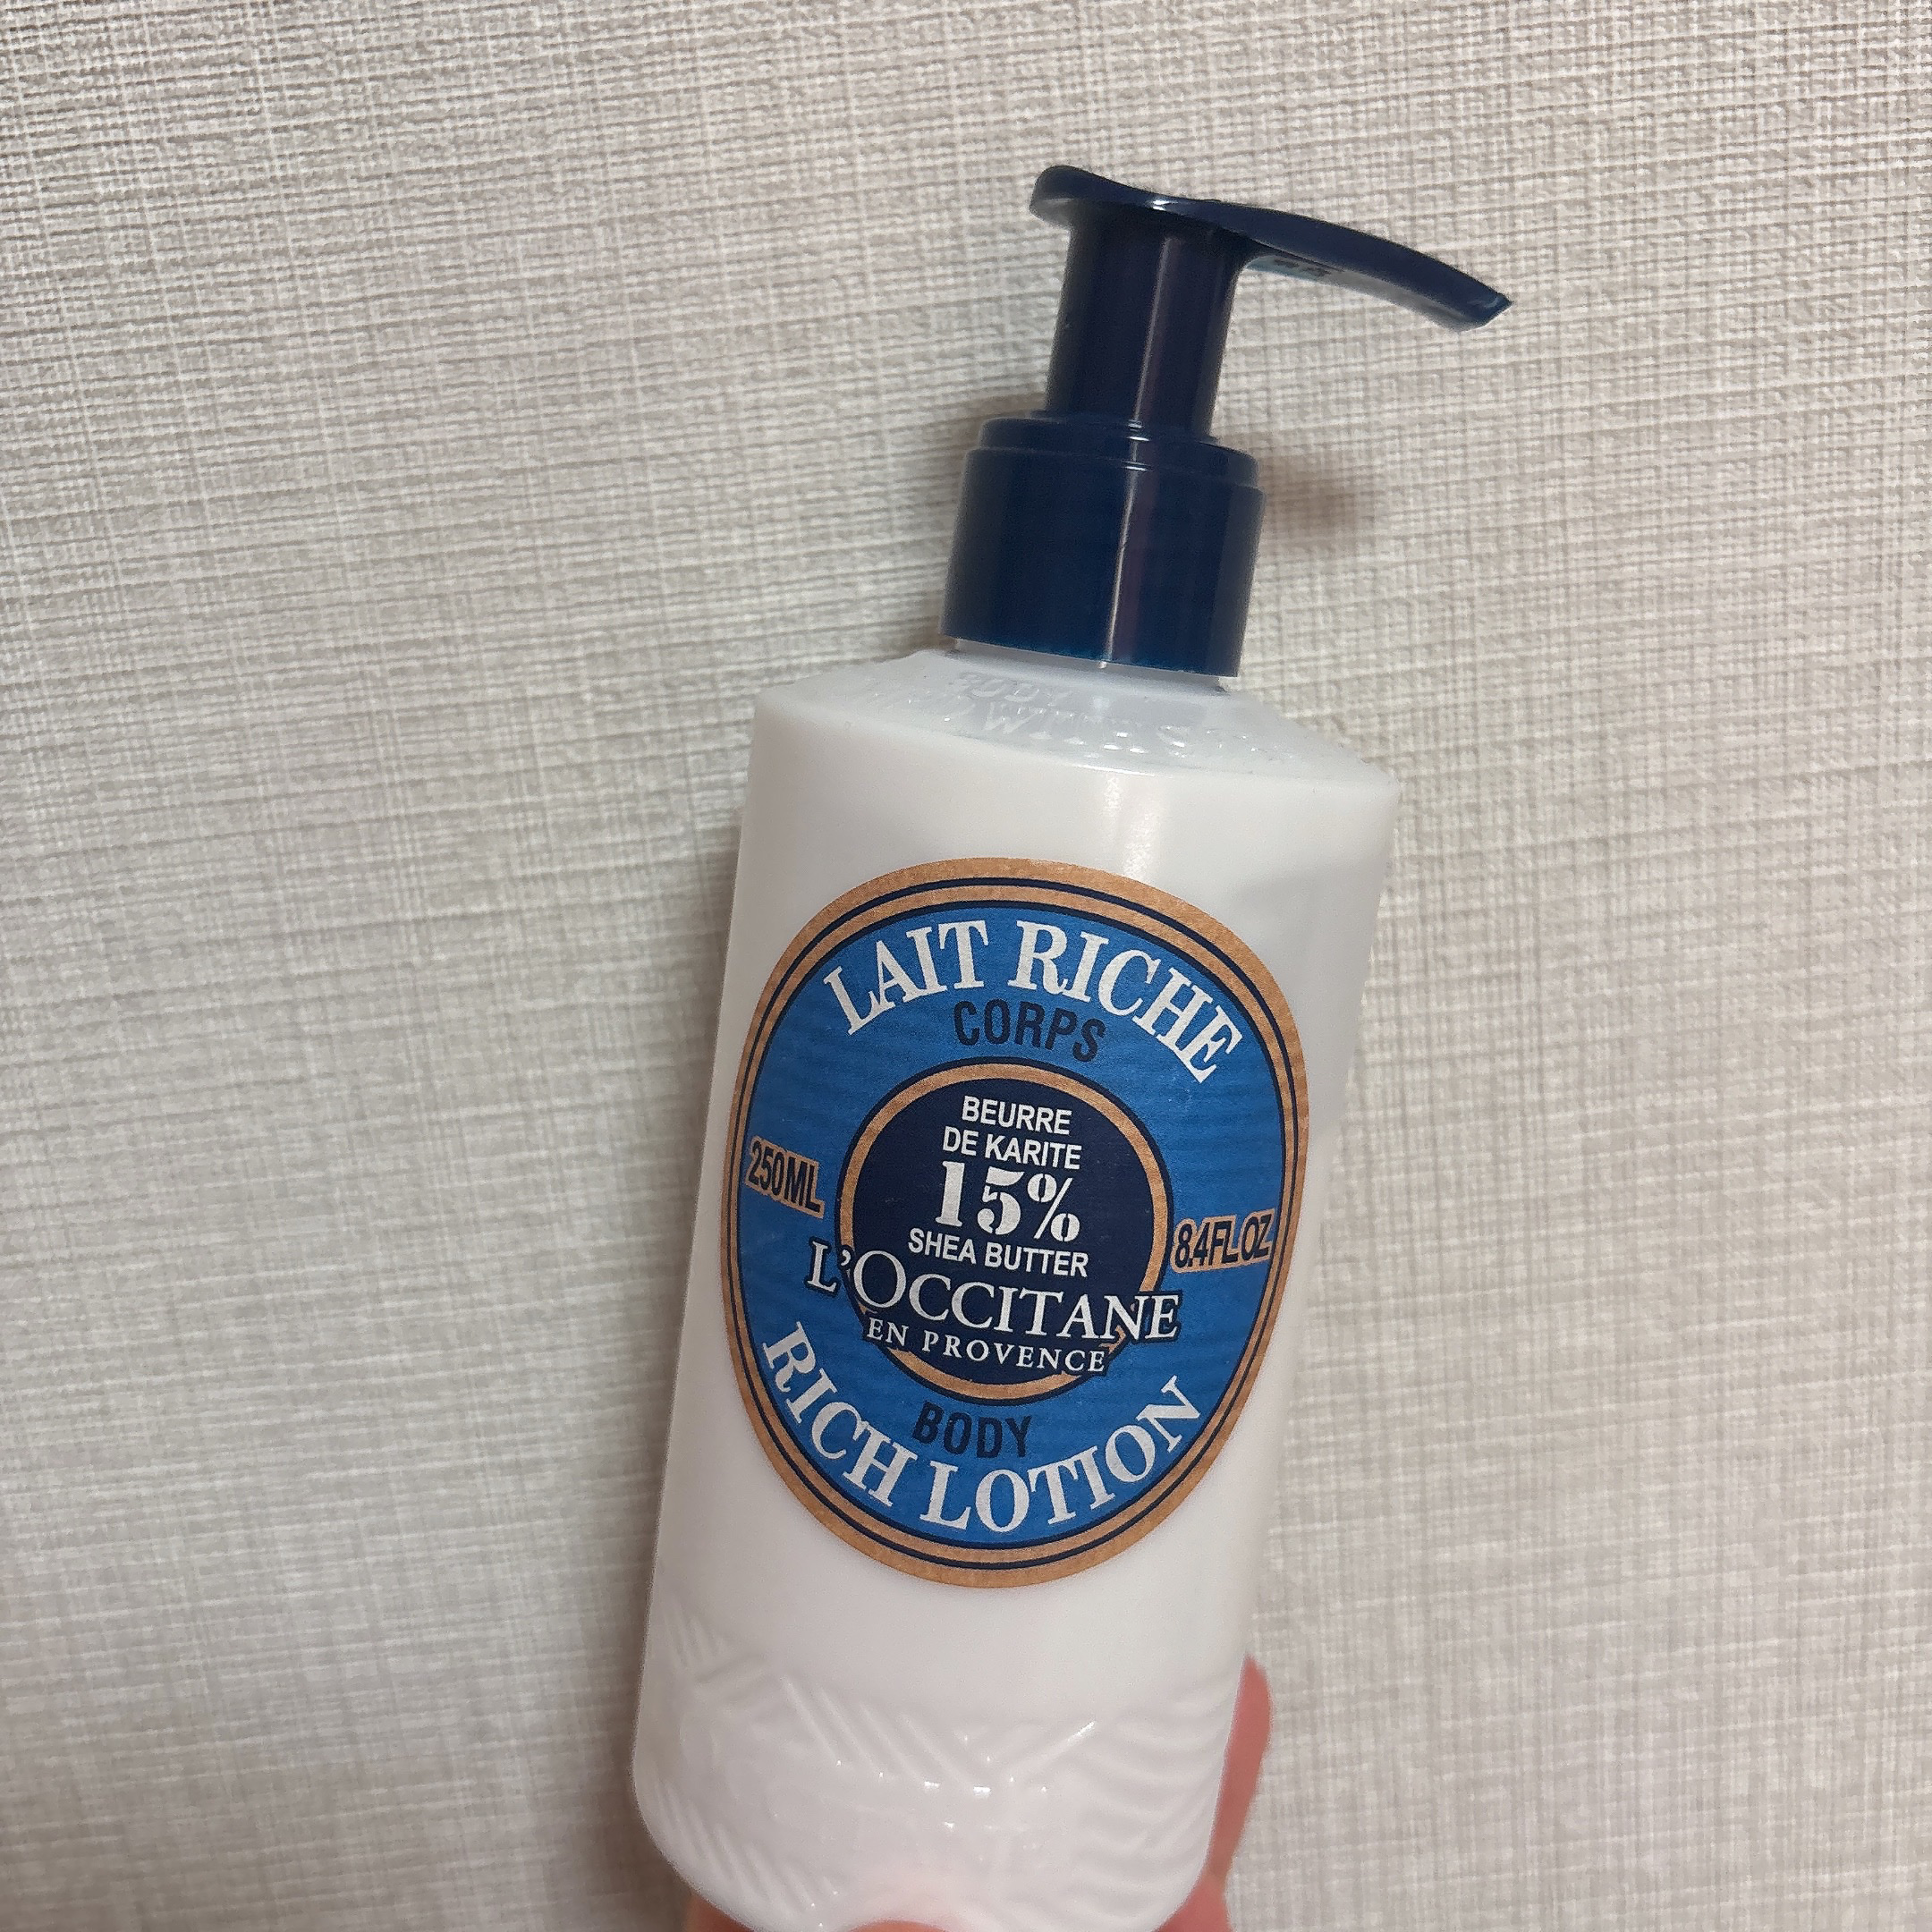 LAIT RICHE
CORPS
BEURRE
DE KARITE
15%
SHEA BUTTER
250ML
8.4FL.OZ.
L'OCCITANE
EN PROVENCE
BODY
RICH LOTION